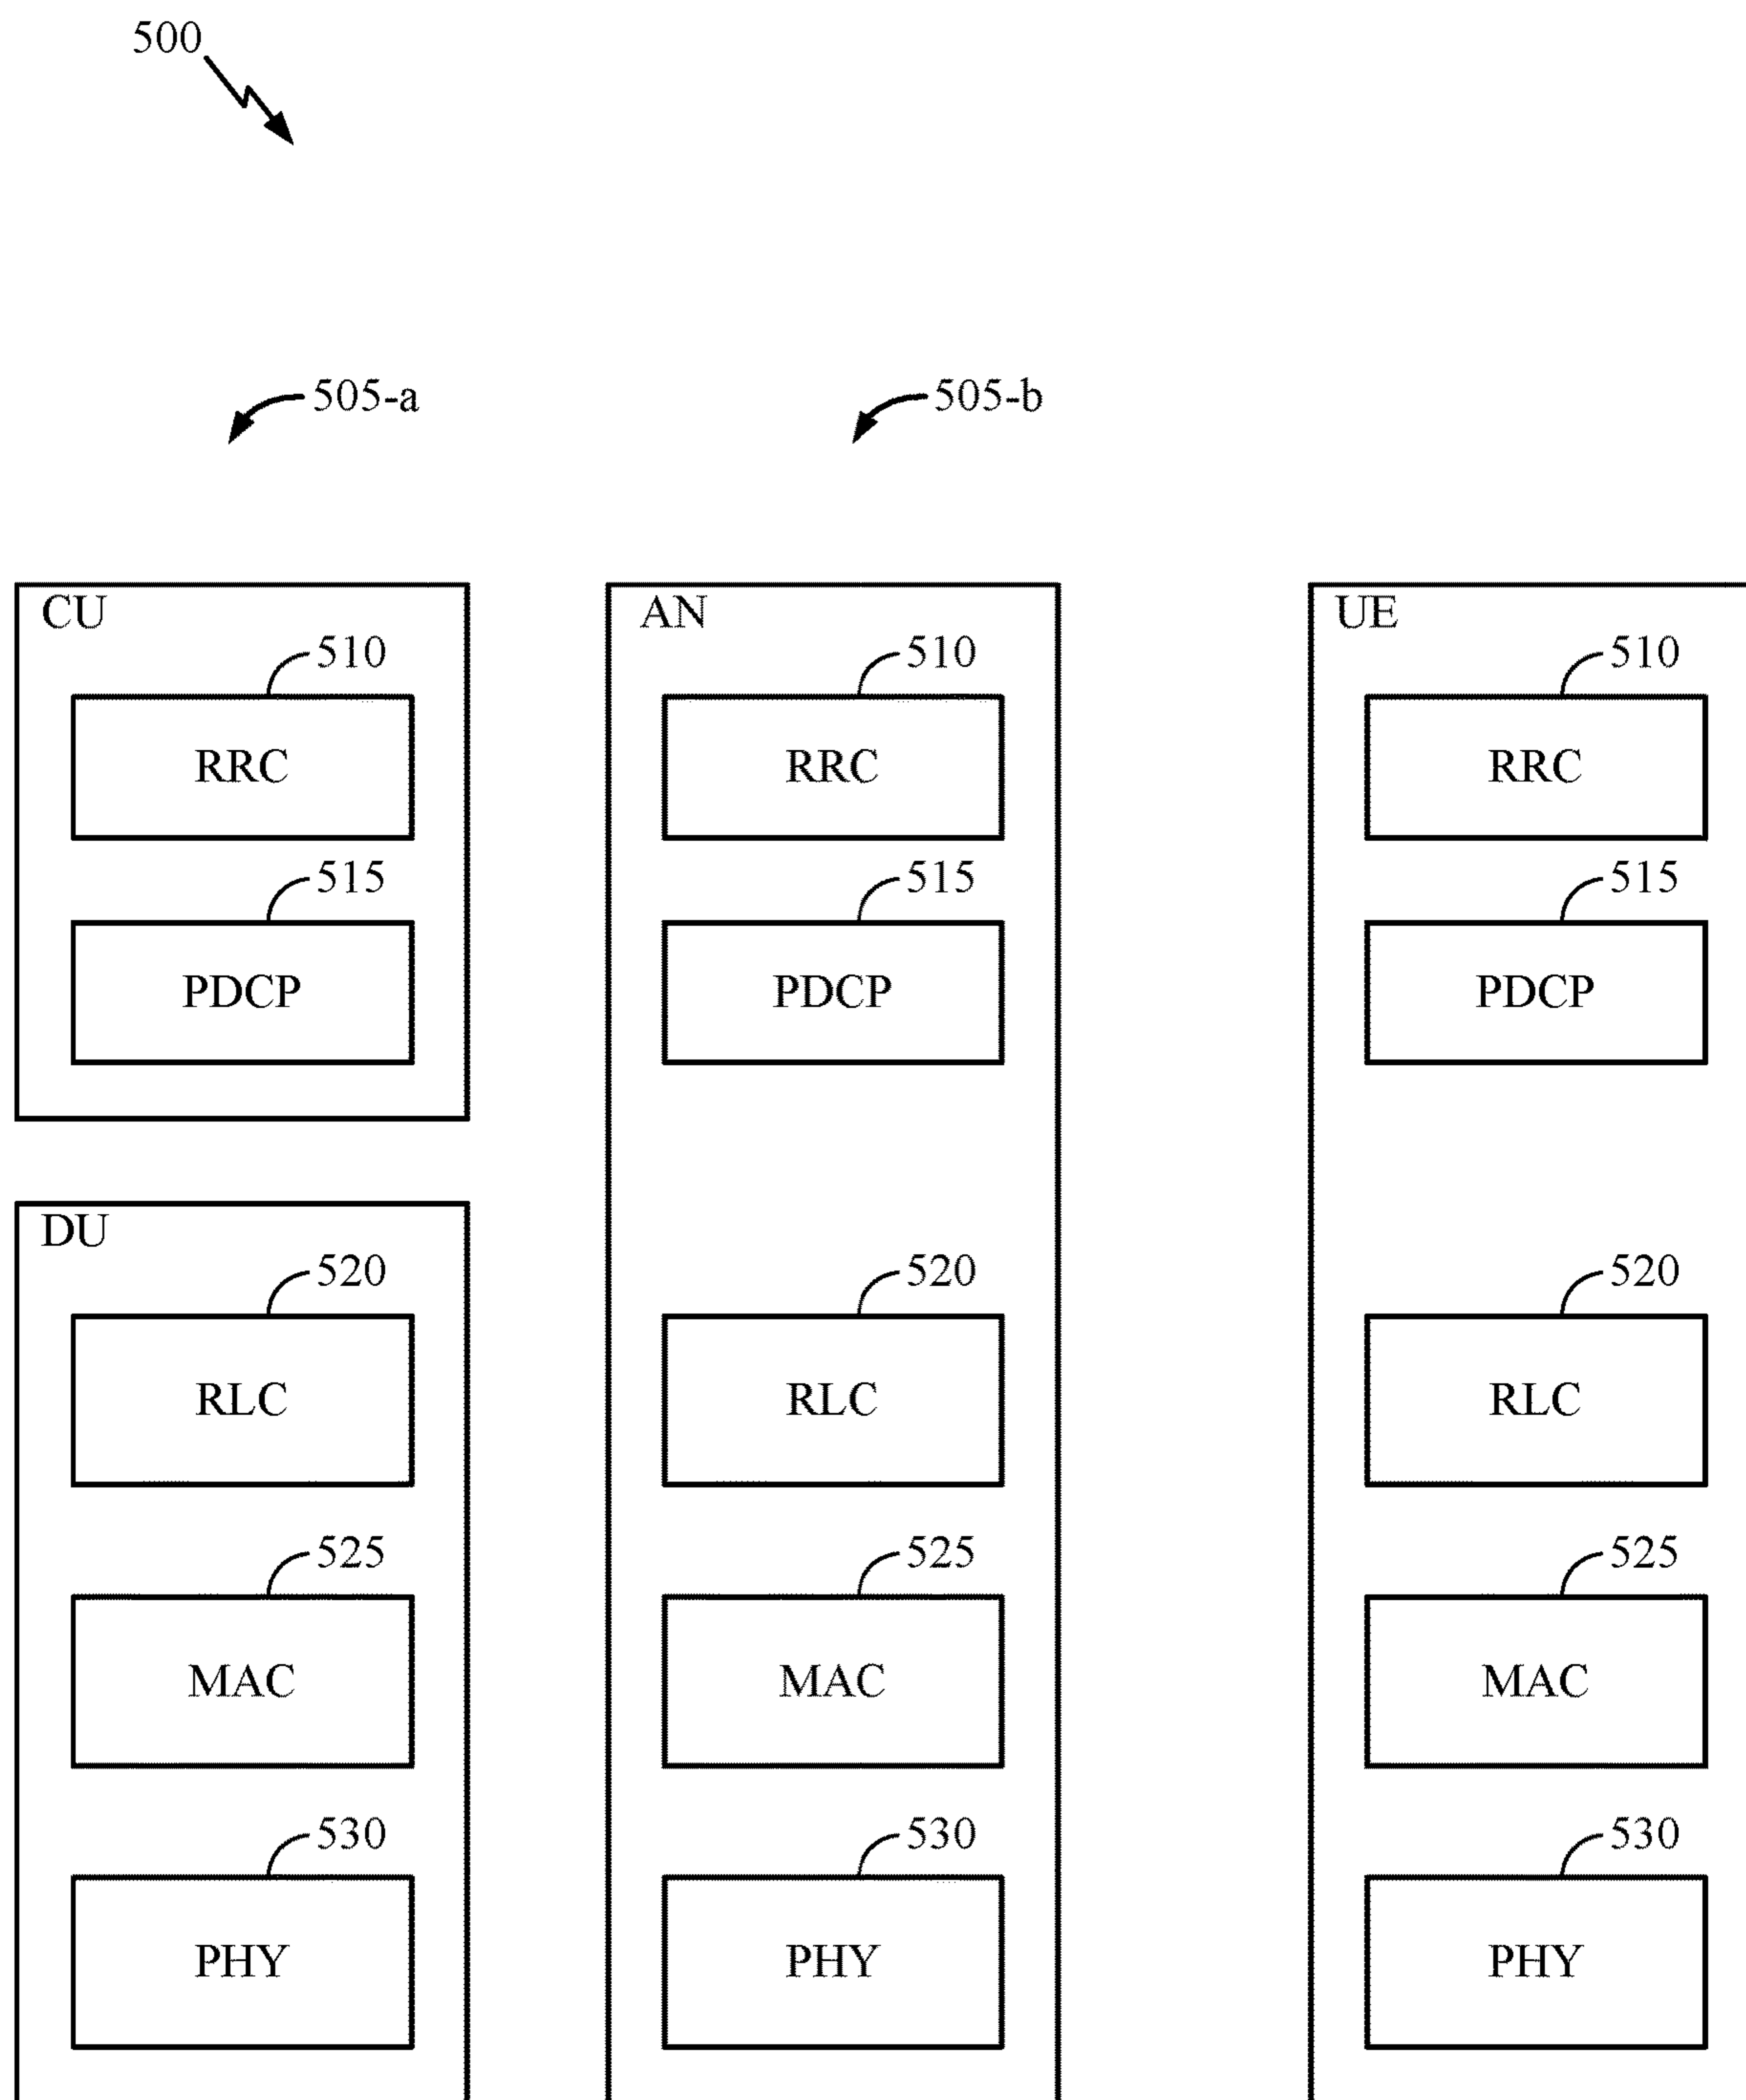 500
505-a 505-b
CU AN UE
510 510 510
RRC RRC RRC
515 515 515
PDCP PDCP PDCP
DU
520 520 520
RLC RLC RLC
525 525 525
MAC MAC MAC
530 530 530
PHY PHY PHY